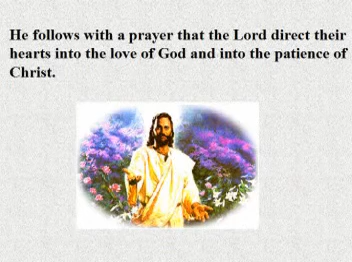 He follows with a prayer that the Lord direct their
hearts into the love of God and into the patience of
Christ.